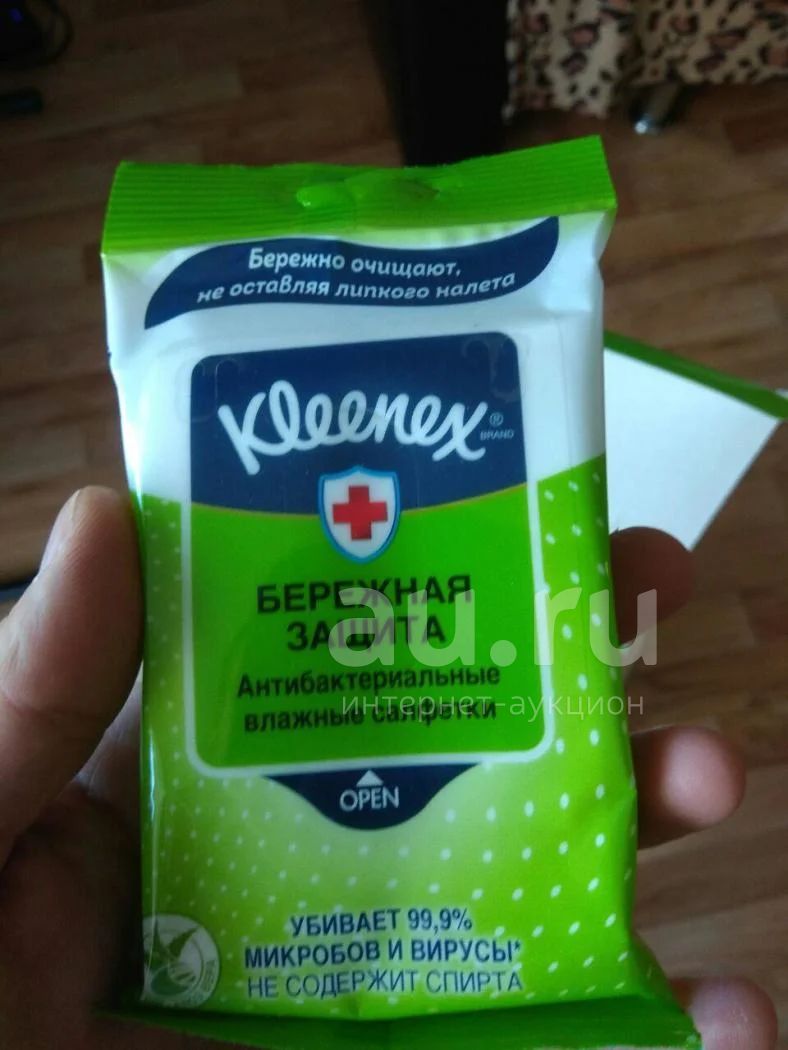 Бережно очищают,
не оставляя липкого налета
Kleenex®
BRAND
БЕРЕЖНАЯ
ЗАЩИТА
Антибактериальные
влажные салфетки
au.ru
интернет-аукцион
OPEN
УБИВАЕТ 99,9%
МИКРОБОВ И ВИРУСЫ*
НЕ СОДЕРЖИТ СПИРТА